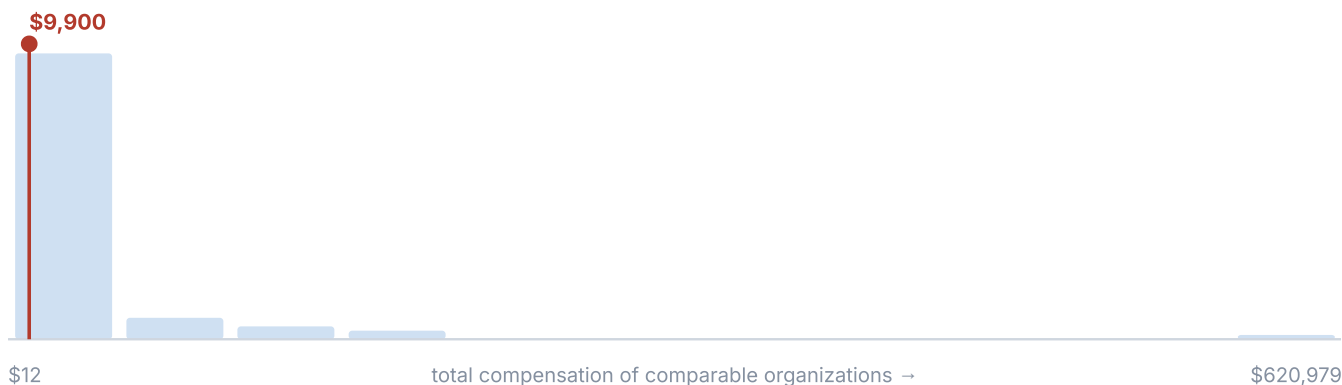 $9,900
$12 total compensation of comparable organizations → $620,979